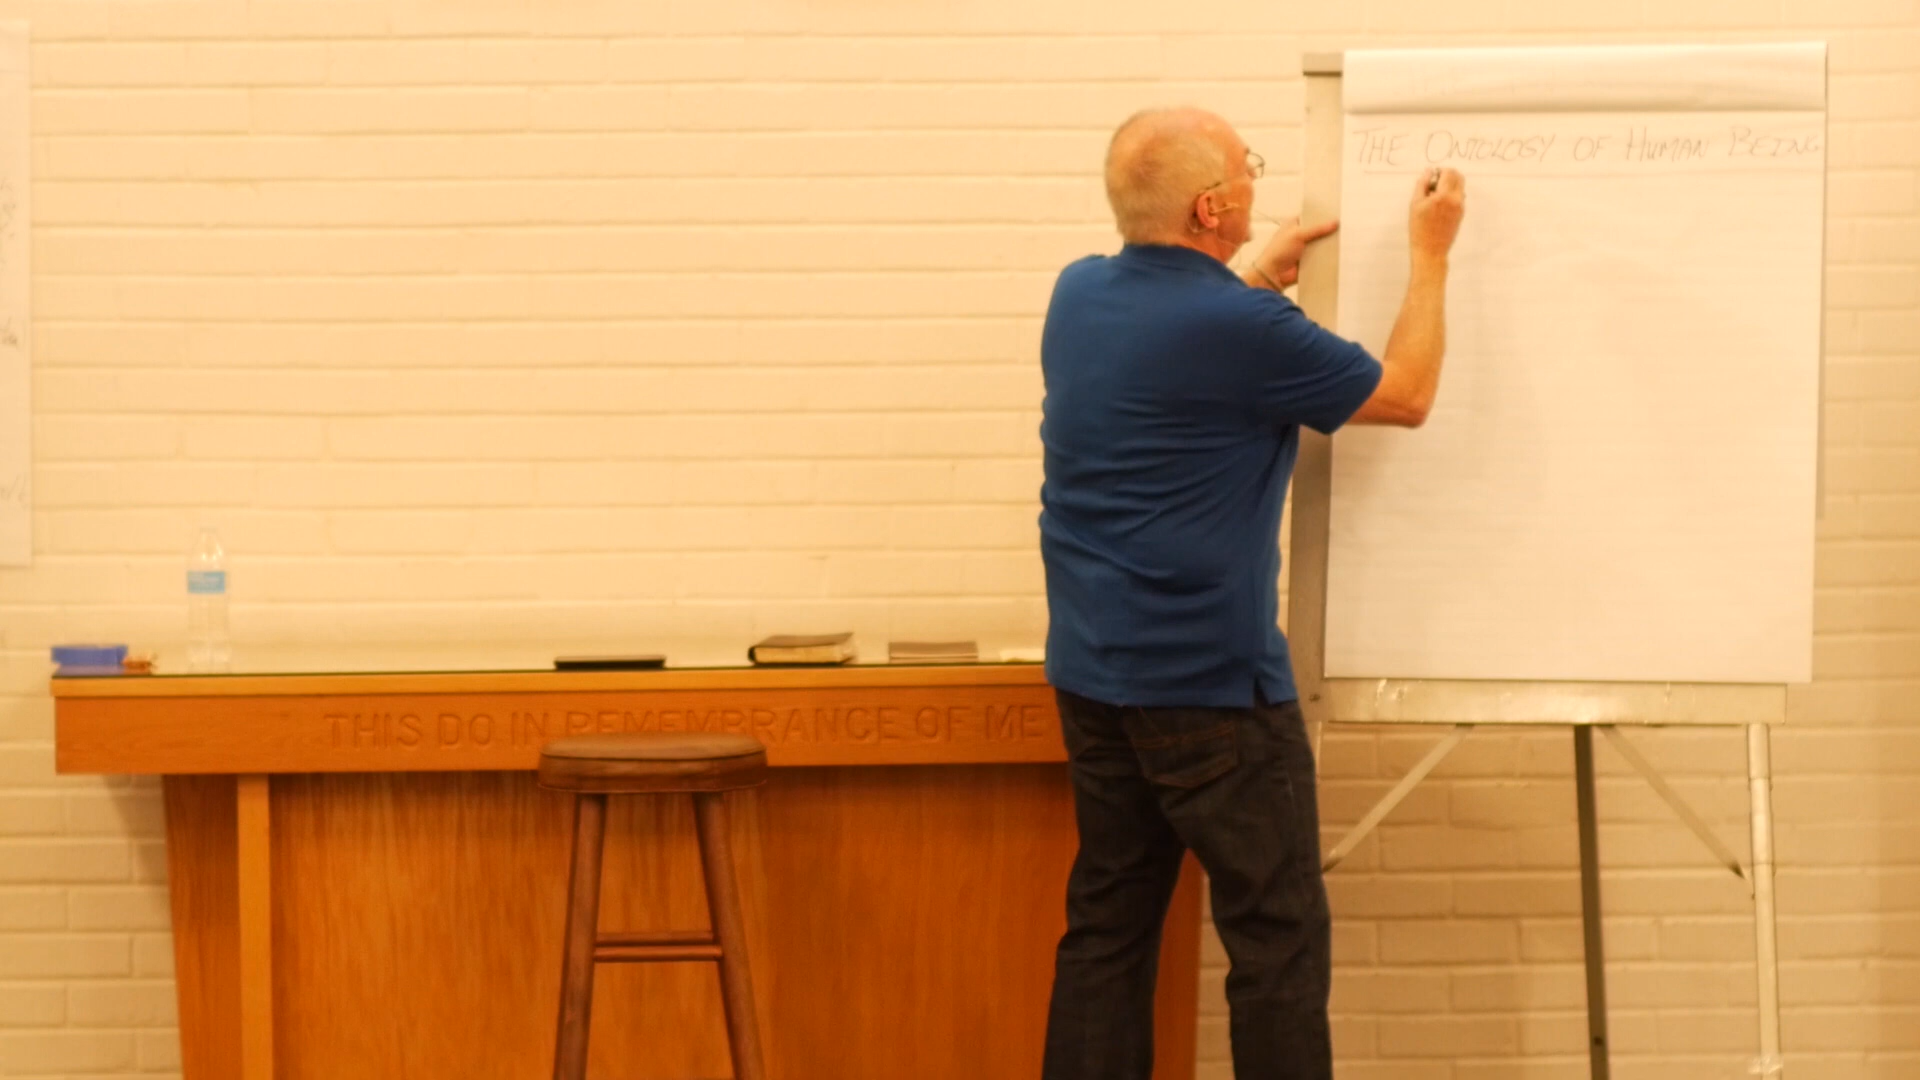 THE ONTOLOGY OF HUMAN BEING
THIS DO IN REMEMBRANCE OF ME